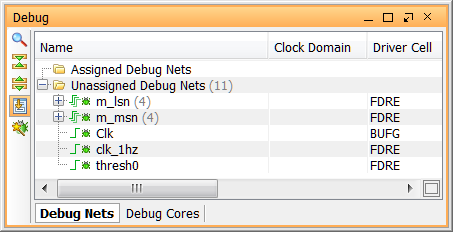 Debug
Name Clock Domain Driver Cell
Assigned Debug Nets
Unassigned Debug Nets (11)
m_lsn (4) FDRE
m_msn (4) FDRE
Clk BUFG
clk_1hz FDRE
thresh0 FDRE
Debug Nets Debug Cores